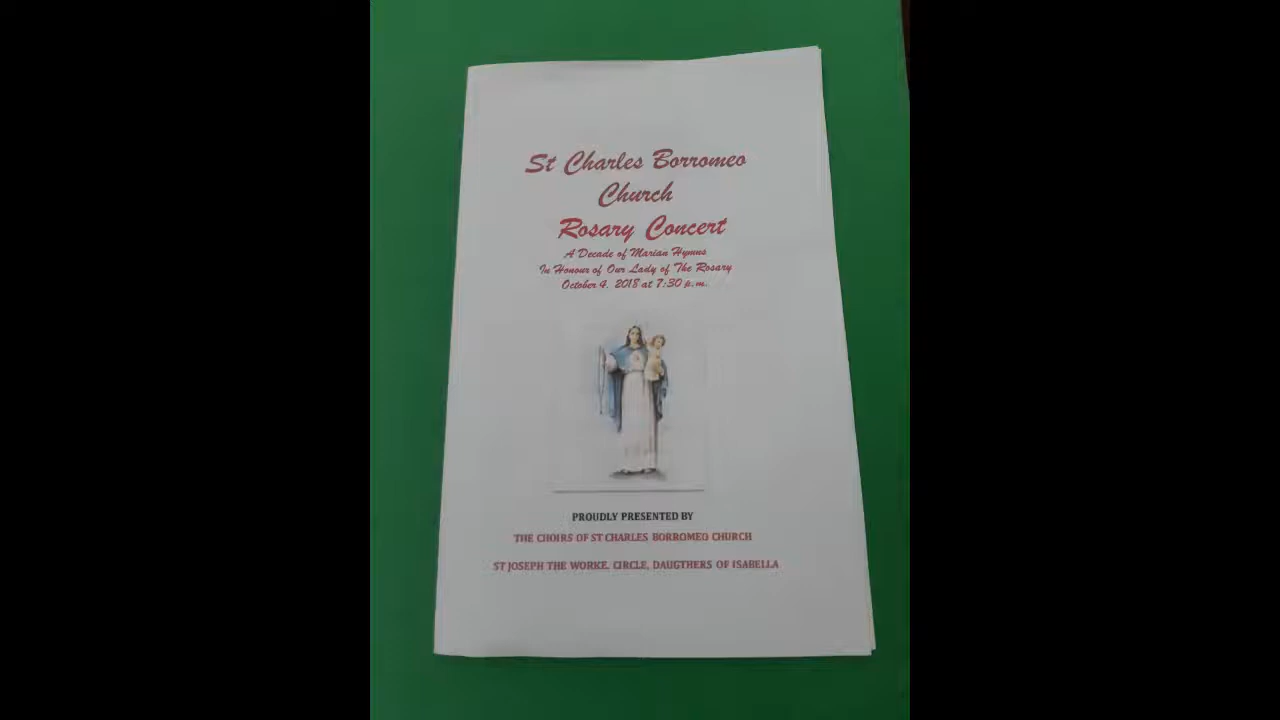 St Charles Borromeo
Church
Rosary Concert
A Decade of Marian Hymns
In Honour of Our Lady of The Rosary
October 4, 2018 at 7:30 p.m.
PROUDLY PRESENTED BY
THE CHOIRS OF ST CHARLES BORROMEO CHURCH
ST JOSEPH THE WORKE. CIRCLE, DAUGTHERS OF ISABELLA